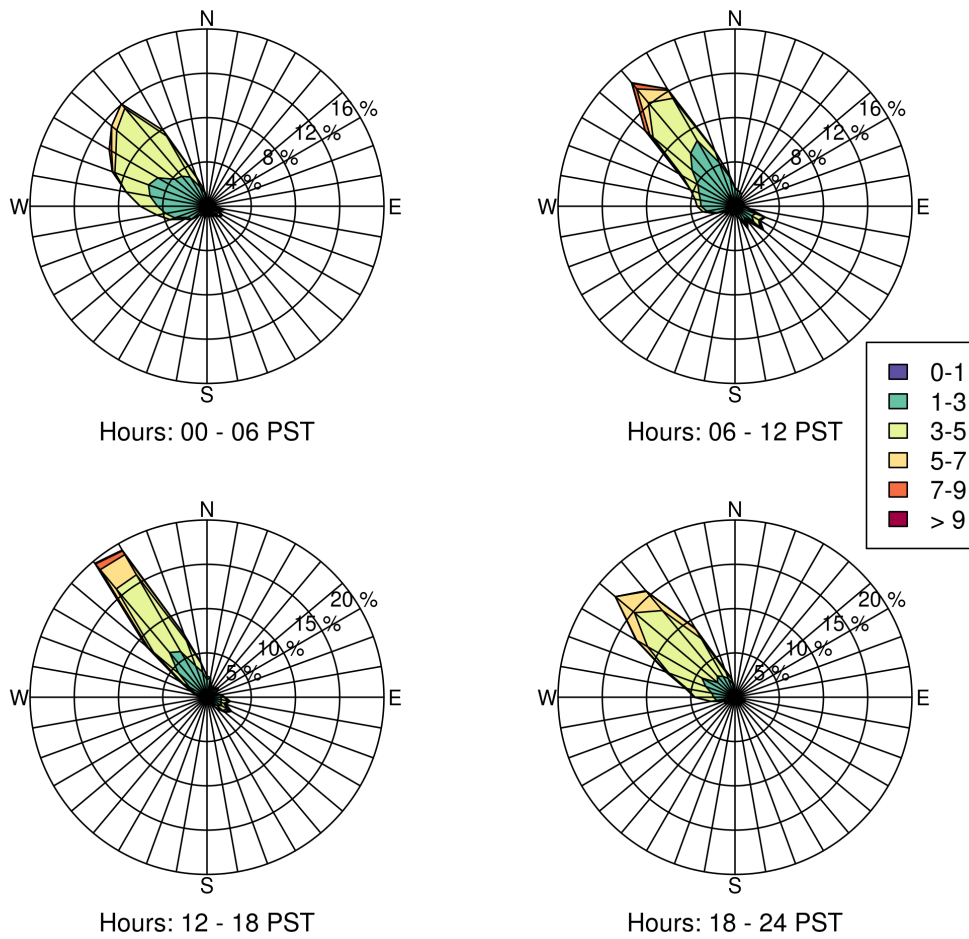 N
16 %
12 %
8 %
4 %
W
E
S
Hours: 00 - 06 PST
N
16 %
12 %
8 %
4 %
W
E
S
Hours: 06 - 12 PST
0-1
1-3
3-5
5-7
7-9
> 9
N
20 %
15 %
10 %
5 %
W
E
S
Hours: 12 - 18 PST
N
20 %
15 %
10 %
5 %
W
E
S
Hours: 18 - 24 PST